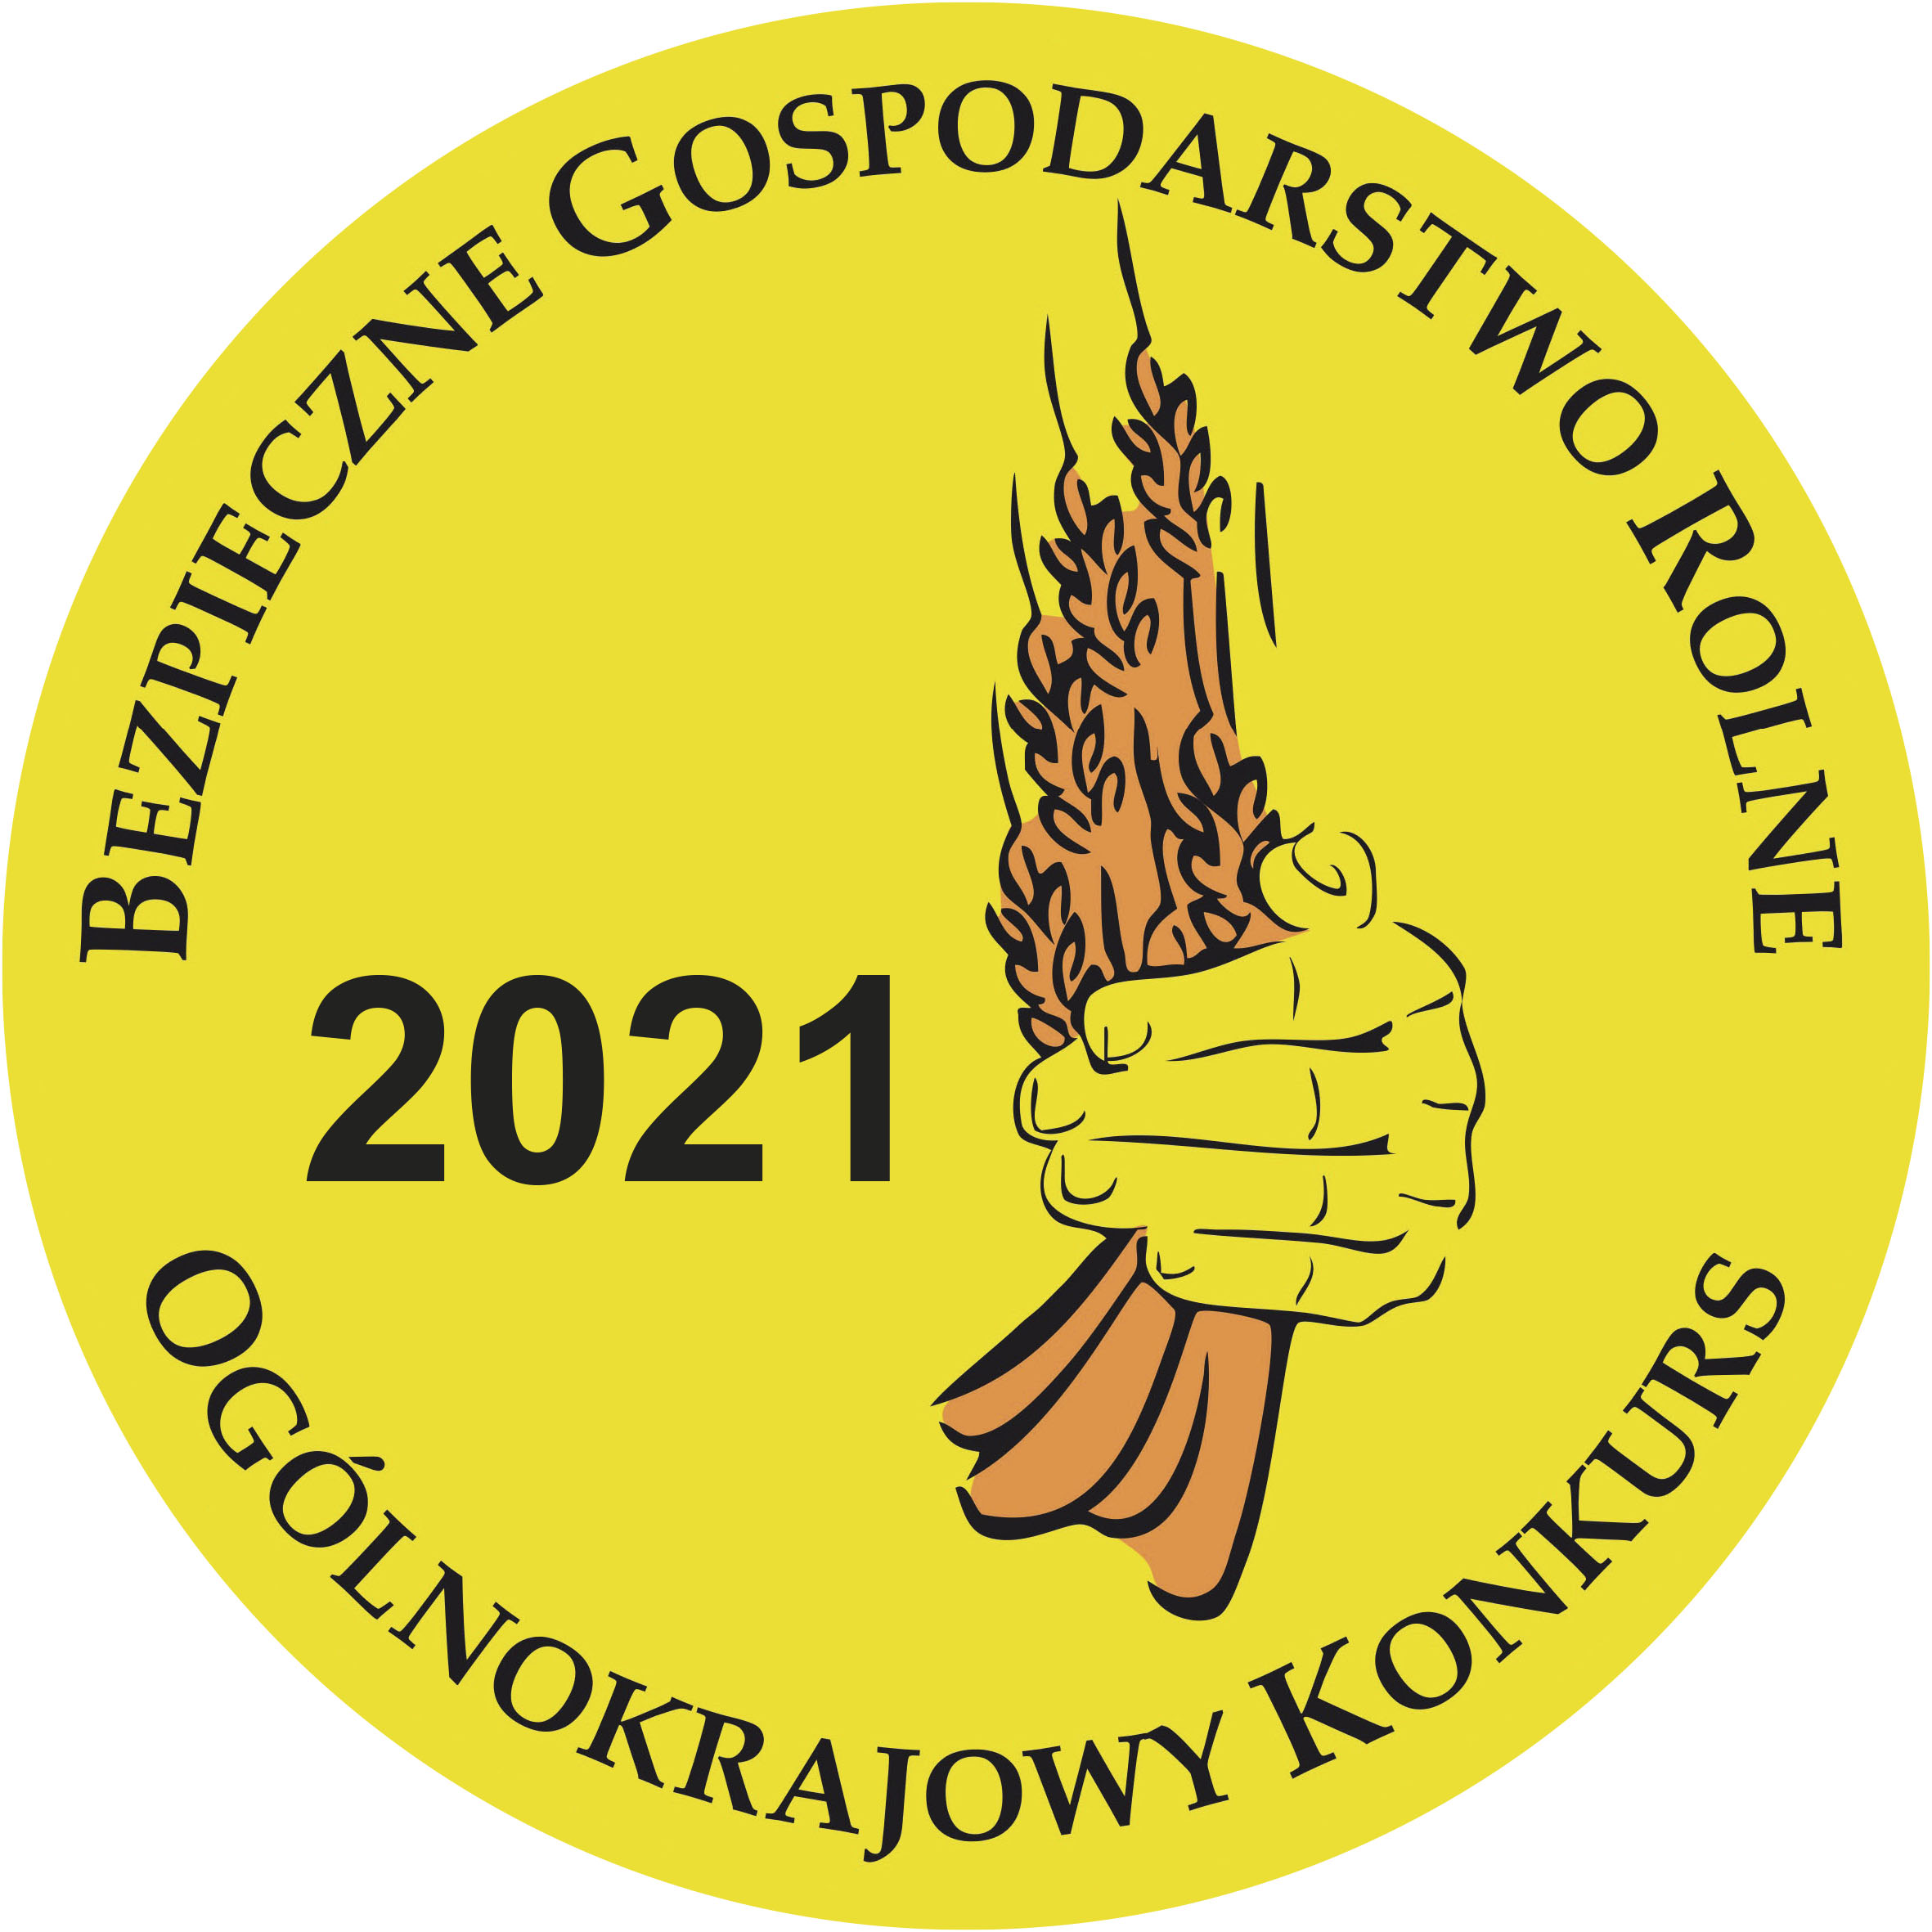 BEZPIECZNE GOSPODARSTWO ROLNE
2021
OGÓLNOKRAJOWY KONKURS